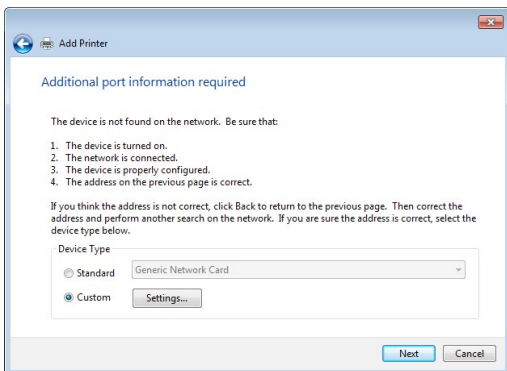 Add Printer
Additional port information required
The device is not found on the network.  Be sure that:
1.  The device is turned on.
2.  The network is connected.
3.  The device is properly configured.
4.  The address on the previous page is correct.
If you think the address is not correct, click Back to return to the previous page.  Then correct the
address and perform another search on the network.  If you are sure the address is correct, select the
device type below.
Device Type
Standard
Generic Network Card
Custom
Settings...
Next
Cancel